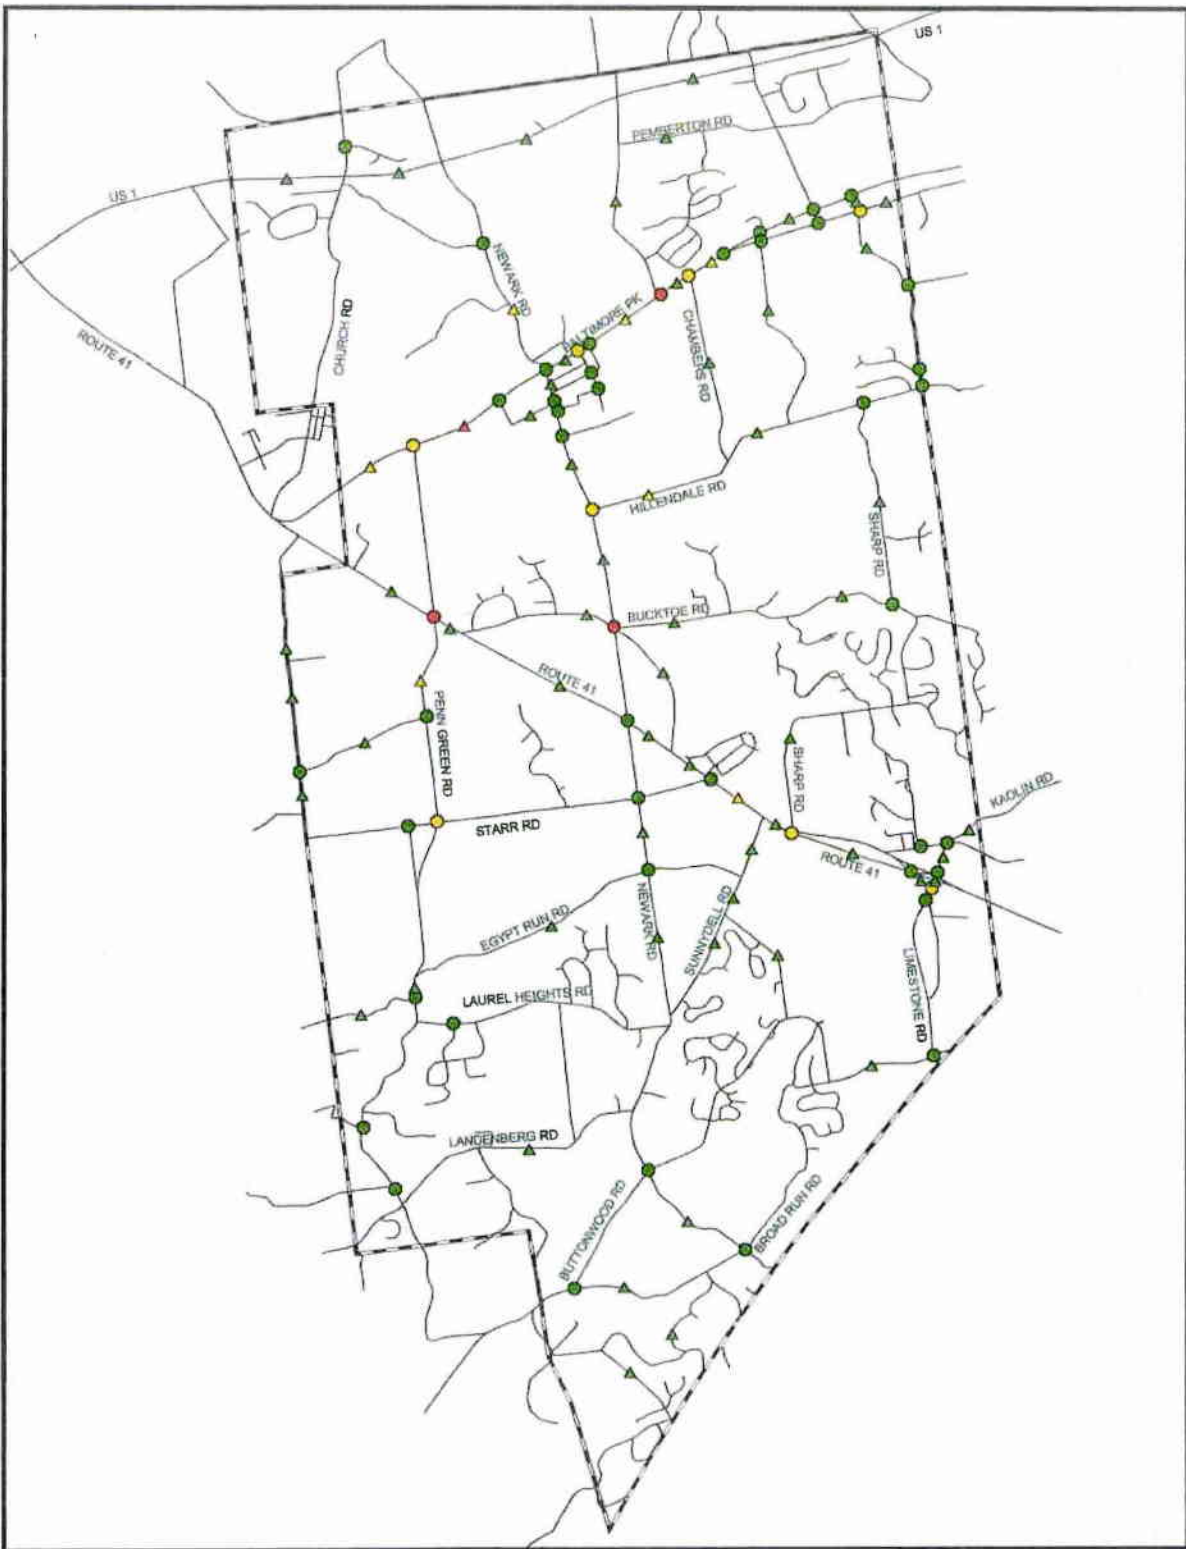 US 1
PEMBERTON RD
US 1
NEWARK RD
BALTIMORE PK
ROUTE 41
CHURCH RD
CHAMBERS RD
HILLENDALE RD
SHARP RD
BUCKTOE RD
ROUTE 41
PENN GREEN RD
SHARP RD
KAOLIN RD
STARR RD
ROUTE 41
NEWARK RD
SUNNYDELL RD
EGYPT RUN RD
LIMESTONE RD
LAUREL HEIGHTS RD
LANDENBERG RD
BUTTONWOOD RD
BROAD RUN RD